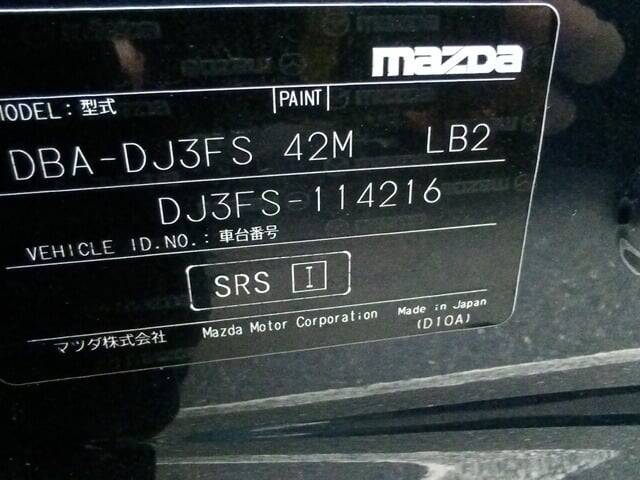 mazda
MODEL: 型式 PAINT
DBA-DJ3FS 42M LB2
DJ3FS-114216
VEHICLE ID.NO.: 車台番号
SRS I
マツダ株式会社 Mazda Motor Corporation Made in Japan
(D10A)